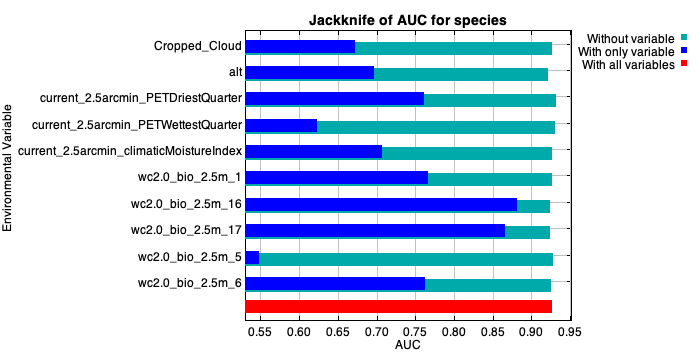 Jackknife of AUC for species
Without variable
With only variable
With all variables
Environmental Variable
Cropped_Cloud
alt
current_2.5arcmin_PETDriestQuarter
current_2.5arcmin_PETWettestQuarter
current_2.5arcmin_climaticMoistureIndex
wc2.0_bio_2.5m_1
wc2.0_bio_2.5m_16
wc2.0_bio_2.5m_17
wc2.0_bio_2.5m_5
wc2.0_bio_2.5m_6
0.55 0.60 0.65 0.70 0.75 0.80 0.85 0.90 0.95
AUC